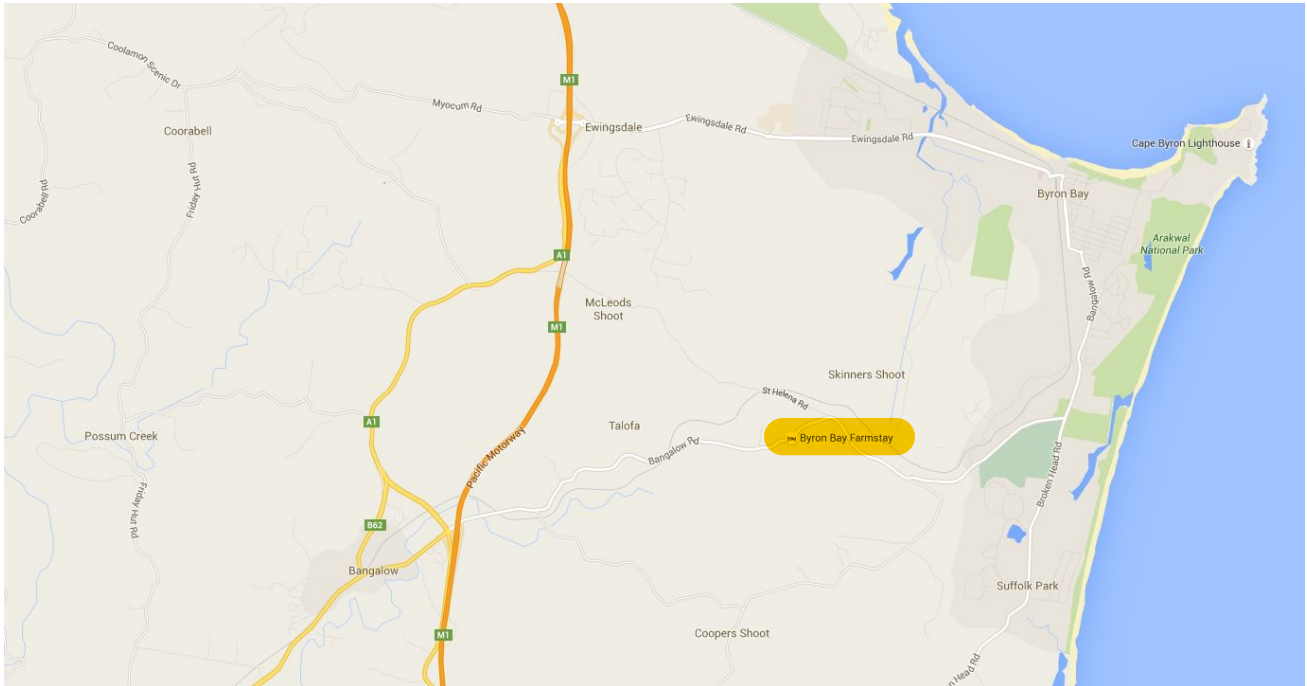 Coolamon Scenic Dr
M1
Myocum Rd
Coorabell
Ewingsdale
Ewingsdale Rd
Ewingsdale Rd
Cape Byron Lighthouse
Friday Hut Rd
Coorabell Rd
Byron Bay
Arakwal
National Park
A1
Bangalow Rd
McLeods
Shoot
M1
Skinners Shoot
St Helena Rd
A1
Talofa
Possum Creek
Byron Bay Farmstay
Bangalow Rd
Pacific Motorway
Broken Head Rd
Friday Hut Rd
B62
Bangalow
Suffolk Park
M1
Coopers Shoot
Head Rd